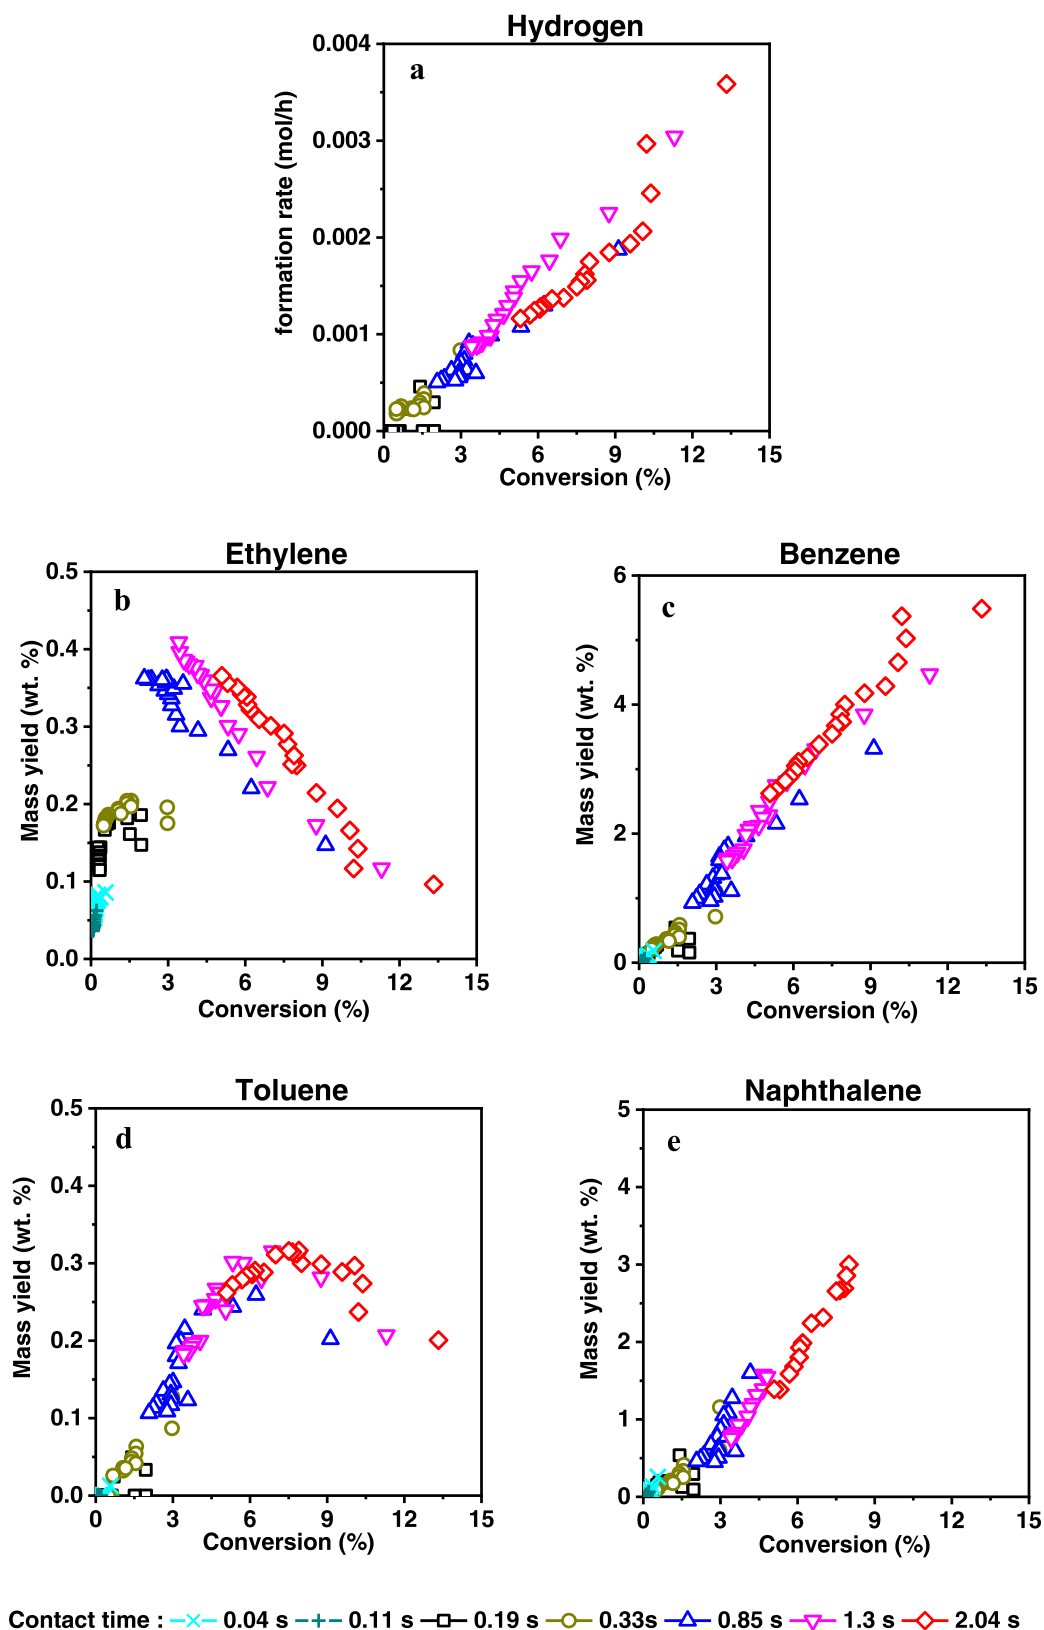 Hydrogen
a
formation rate (mol/h)
0.004
0.003
0.002
0.001
0.000
0 3 6 9 12 15
Conversion (%)
Ethylene
b
Mass yield (wt. %)
0.5
0.4
0.3
0.2
0.1
0.0
0 3 6 9 12 15
Conversion (%)
Benzene
c
Mass yield (wt. %)
6
4
2
0
0 3 6 9 12 15
Conversion (%)
Toluene
d
Mass yield (wt. %)
0.5
0.4
0.3
0.2
0.1
0.0
0 3 6 9 12 15
Conversion (%)
Naphthalene
e
Mass yield (wt. %)
5
4
3
2
1
0
0 3 6 9 12 15
Conversion (%)
Contact time : 0.04 s 0.11 s 0.19 s 0.33s 0.85 s 1.3 s 2.04 s